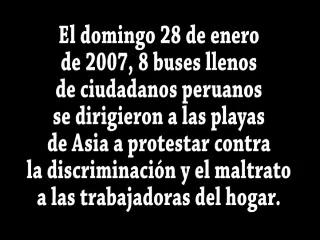 El domingo 28 de enero
de 2007, 8 buses llenos
de ciudadanos peruanos
se dirigieron a las playas
de Asia a protestar contra
la discriminación y el maltrato
a las trabajadoras del hogar.